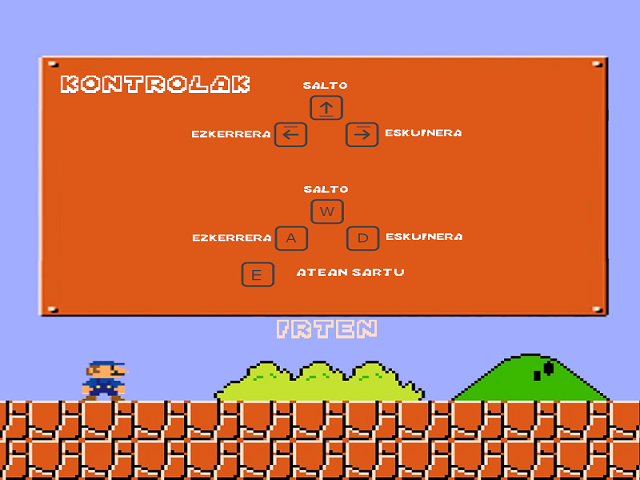 KONTROLAK
SALTO
EZKERRERA ← → ESKUINERA
↑
SALTO
W
EZKERRERA A D ESKUINERA
E ATEAN SARTU
IRTEN